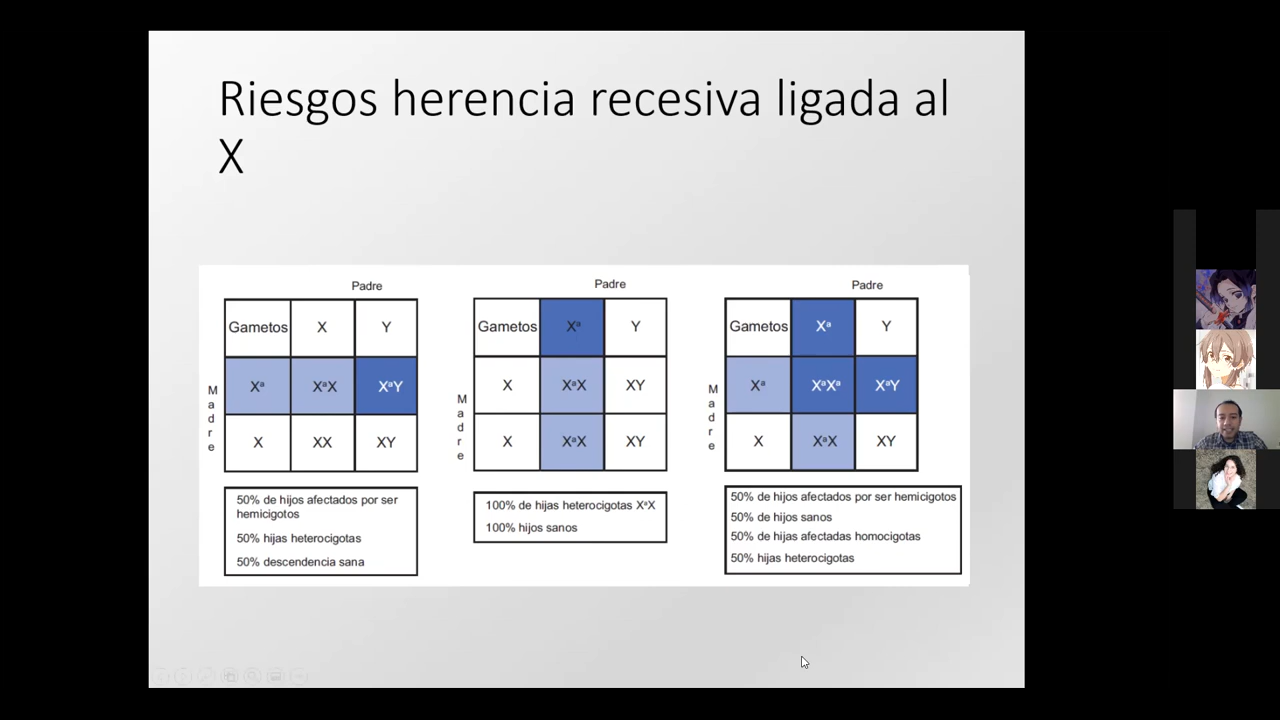 Riesgos herencia recesiva ligada al
X
Padre
Gametos X Y
Madre
Xᵃ XᵃX XᵃY
X XX XY
50% de hijos afectados por ser
hemicigotos
50% hijas heterocigotas
50% descendencia sana
Padre
Gametos Xᵃ Y
Madre
X XᵃX XY
X XᵃX XY
100% de hijas heterocigotas XᵃX
100% hijos sanos
Padre
Gametos Xᵃ Y
Madre
Xᵃ XᵃXᵃ XᵃY
X XᵃX XY
50% de hijos afectados por ser hemicigotos
50% de hijos sanos
50% de hijas afectadas homocigotas
50% hijas heterocigotas